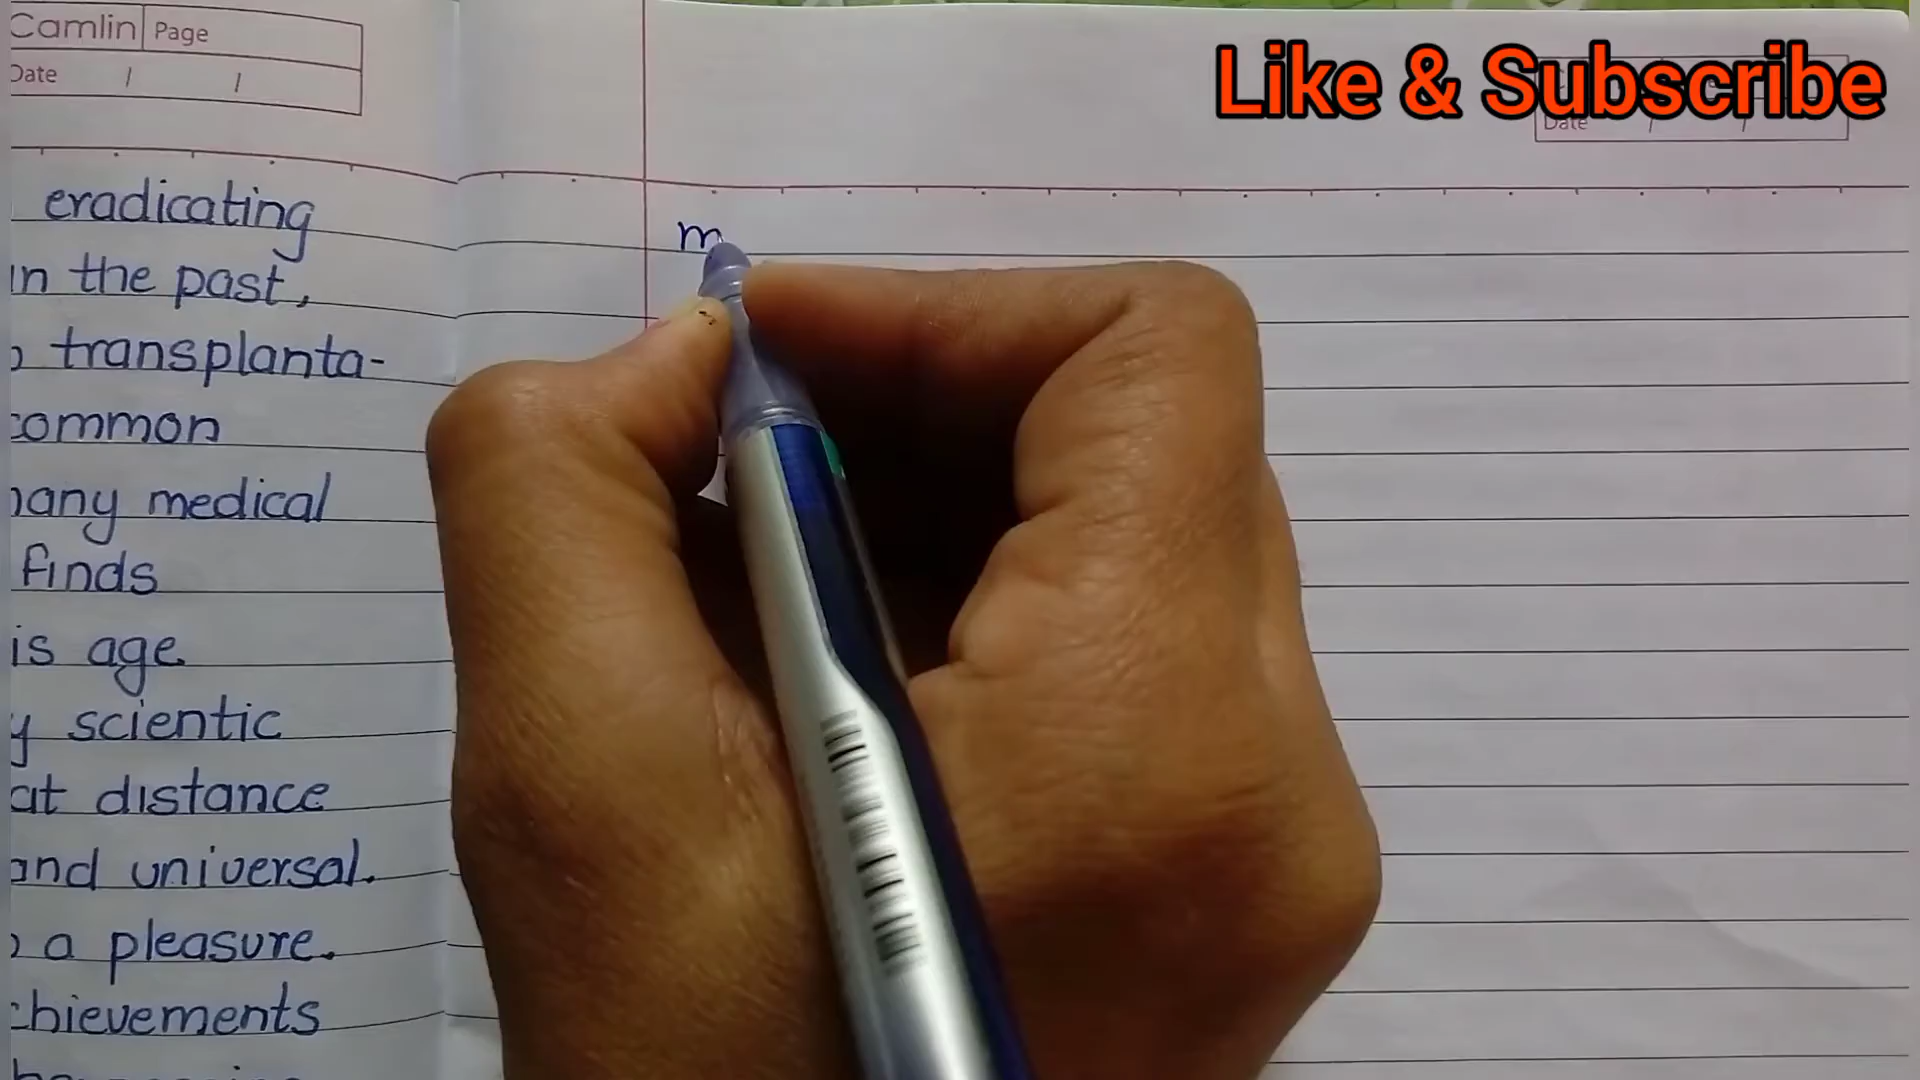 Camlin Page
Date / /
Like & Subscribe
Date / /
eradicating
in the past,
transplanta-
common
many medical
finds
is age
scientic
at distance
and universal.
a pleasure.
chievements
m